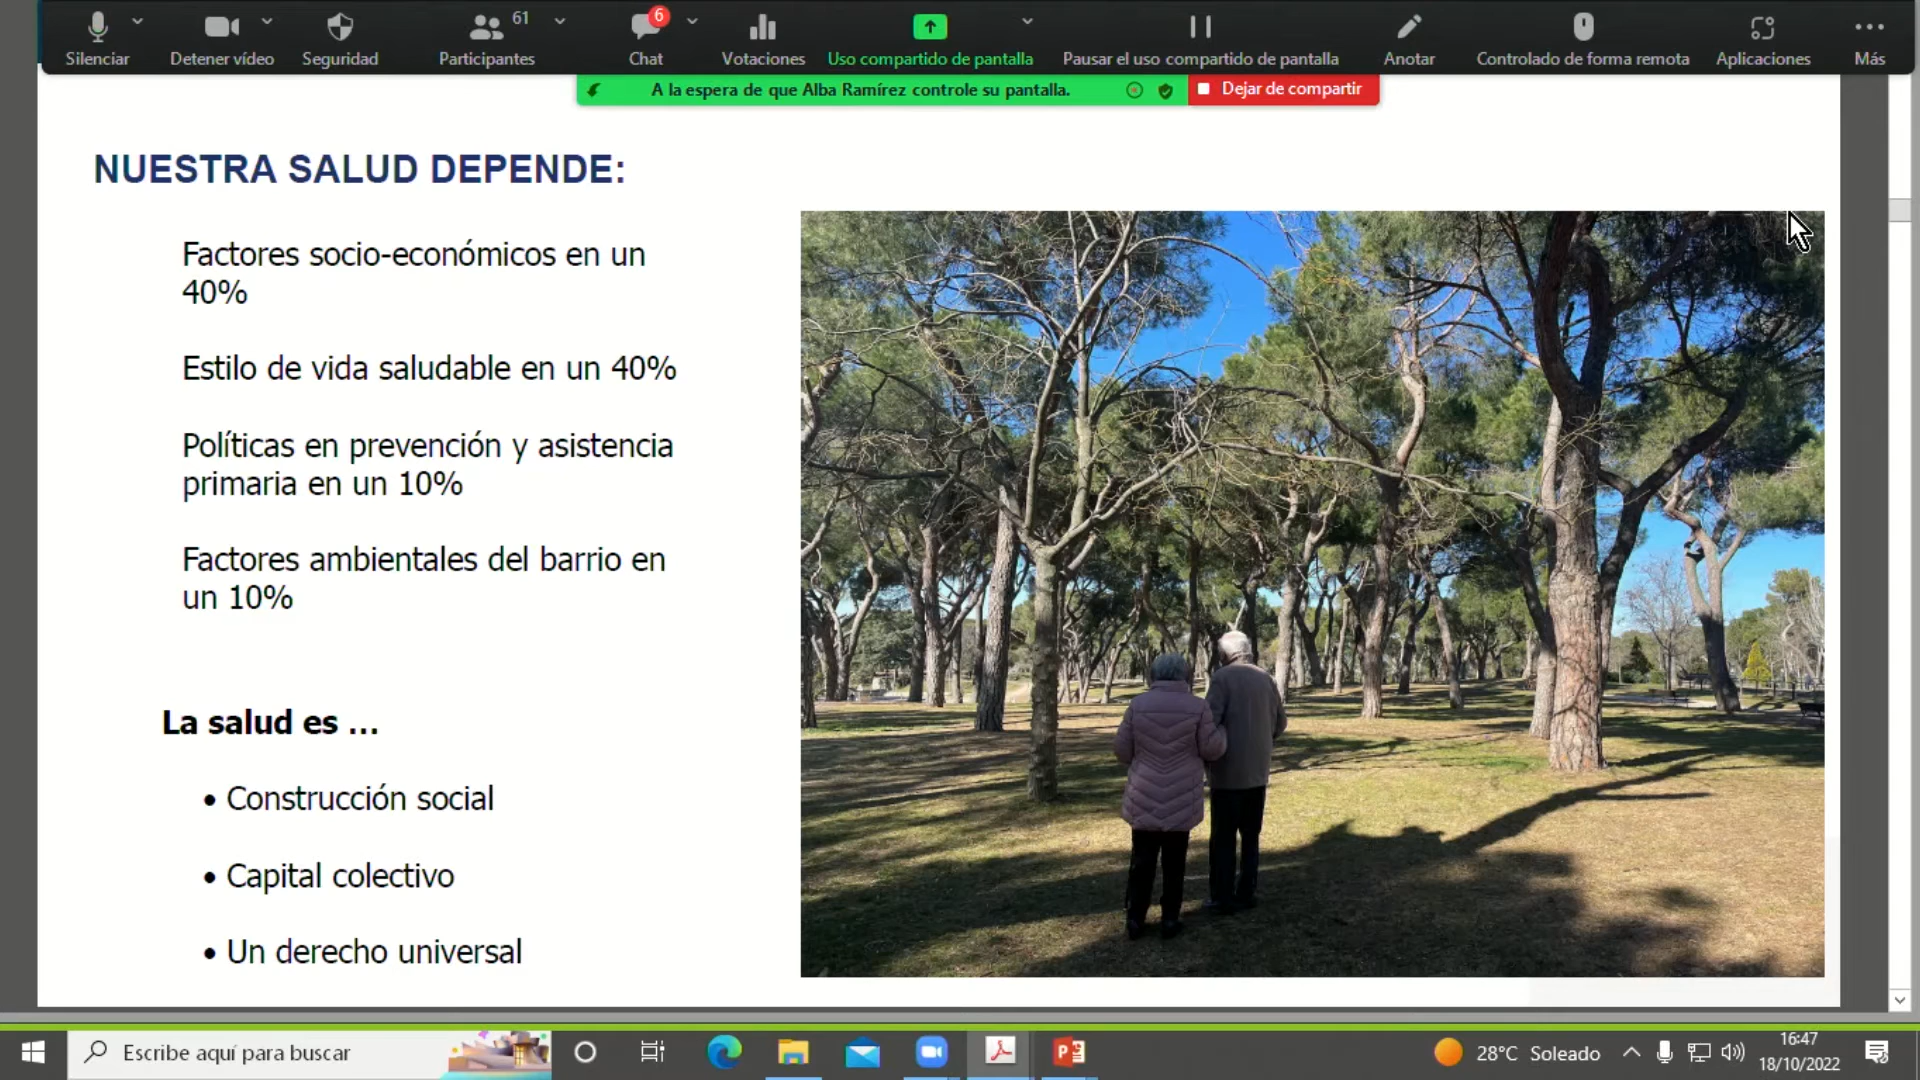 61
6
Silenciar
Detener vídeo
Seguridad
Participantes
Chat
Votaciones
Uso compartido de pantalla
Pausar el uso compartido de pantalla
Anotar
Controlado de forma remota
Aplicaciones
Más
A la espera de que Alba Ramírez controle su pantalla.
Dejar de compartir
NUESTRA SALUD DEPENDE:
Factores socio-económicos en un
40%
Estilo de vida saludable en un 40%
Políticas en prevención y asistencia
primaria en un 10%
Factores ambientales del barrio en
un 10%
La salud es ...
• Construcción social
• Capital colectivo
• Un derecho universal
Escribe aquí para buscar
28°C Soleado
16:47
18/10/2022